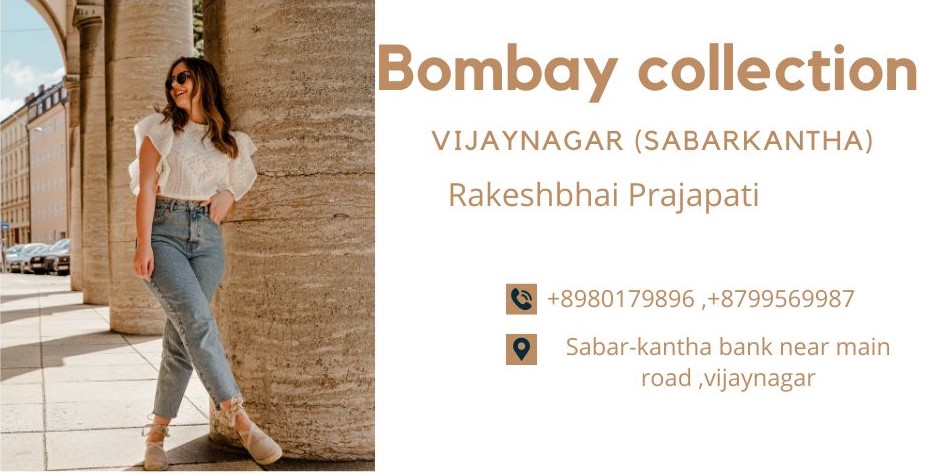 Bombay collection
VIJAYNAGAR (SABARKANTHA)
Rakeshbhai Prajapati
+8980179896 ,+8799569987
Sabar-kantha bank near main
road ,vijaynagar